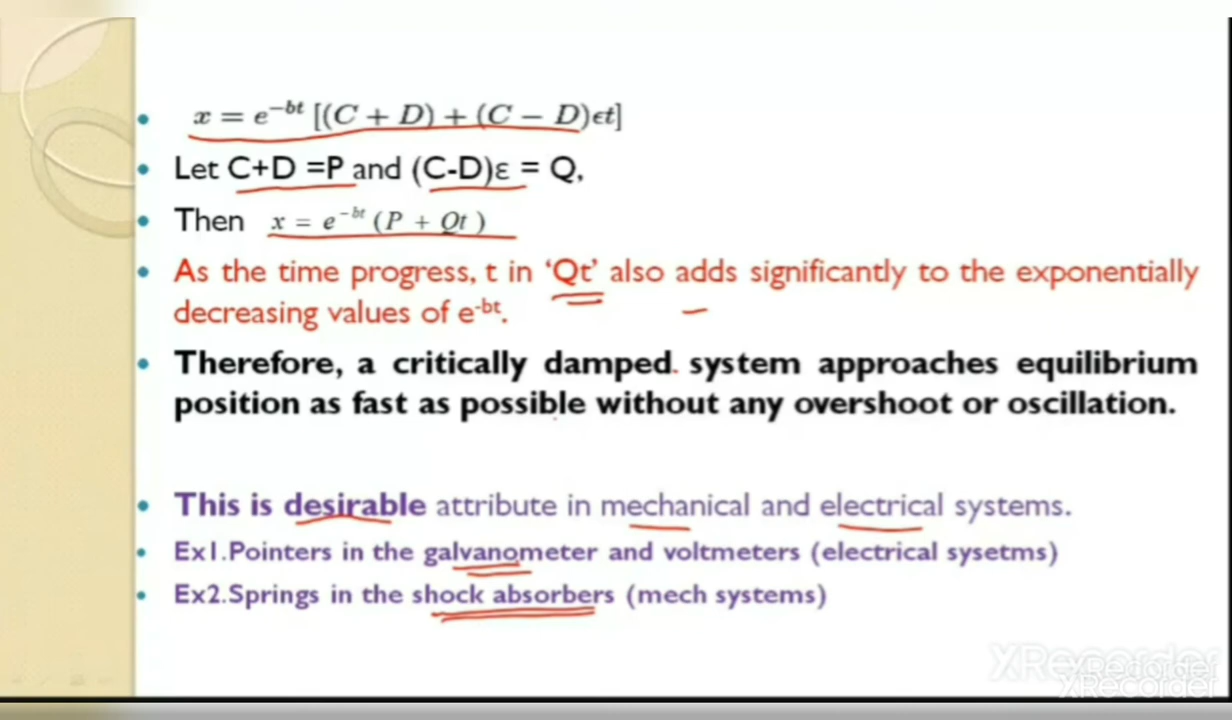 • x = e^{-bt} [(C + D) + (C − D)ϵt]
• Let C+D =P and (C-D)ε = Q,
• Then x = e^{-bt} (P + Qt )
• As the time progress, t in ‘Qt’ also adds significantly to the exponentially
decreasing values of e^{-bt}.
• Therefore, a critically damped system approaches equilibrium
position as fast as possible without any overshoot or oscillation.
• This is desirable attribute in mechanical and electrical systems.
• Ex1.Pointers in the galvanometer and voltmeters (electrical sysetms)
• Ex2.Springs in the shock absorbers (mech systems)
XRecorder
XRecorder
XRecorder